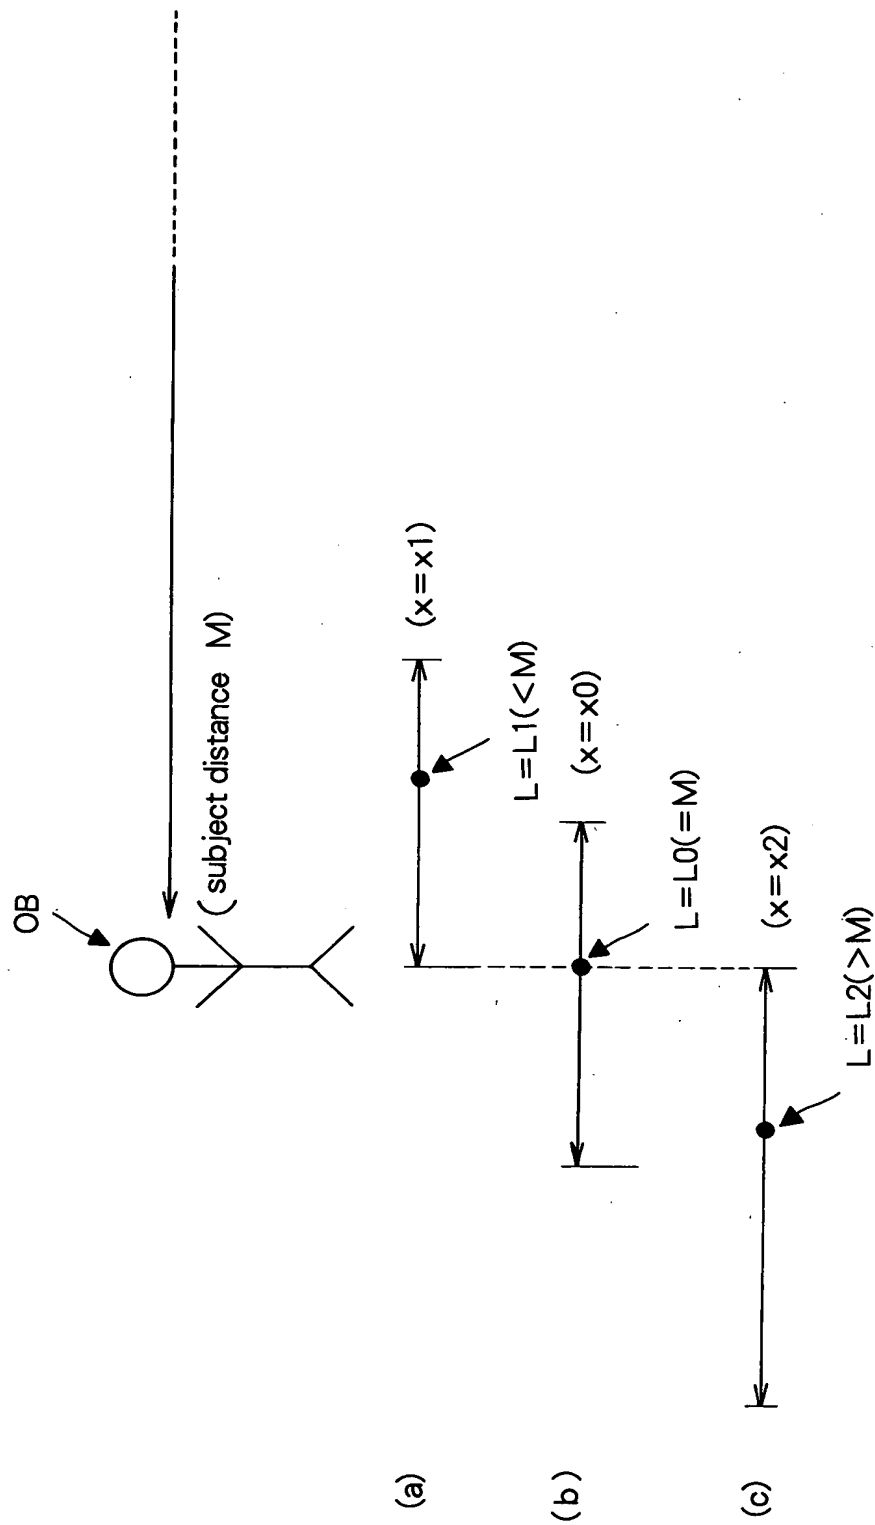 OB
( subject distance M)
(a)
(x=x1)
L=L1(<M)
(b)
(x=x0)
L=L0(=M)
(c)
(x=x2)
L=L2(>M)